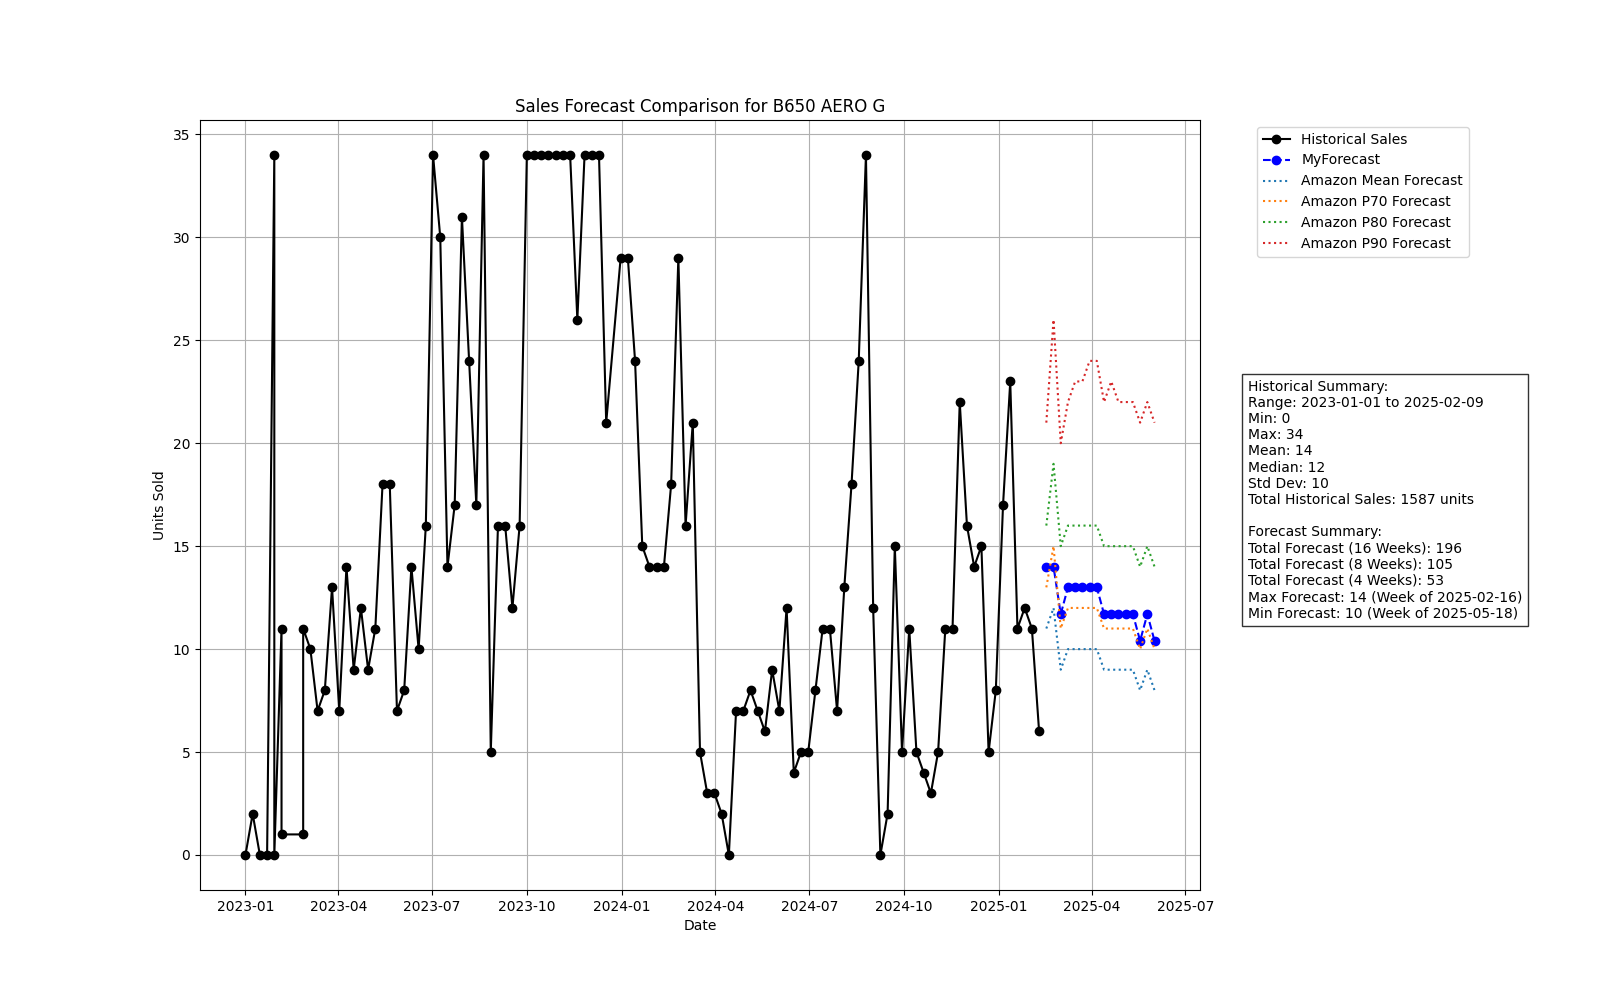 Sales Forecast Comparison for B650 AERO G
Units Sold
35
30
25
20
15
10
5
0
2023-01 2023-04 2023-07 2023-10 2024-01 2024-04 2024-07 2024-10 2025-01 2025-04 2025-07
Date
Historical Sales
MyForecast
Amazon Mean Forecast
Amazon P70 Forecast
Amazon P80 Forecast
Amazon P90 Forecast
Historical Summary:
Range: 2023-01-01 to 2025-02-09
Min: 0
Max: 34
Mean: 14
Median: 12
Std Dev: 10
Total Historical Sales: 1587 units
Forecast Summary:
Total Forecast (16 Weeks): 196
Total Forecast (8 Weeks): 105
Total Forecast (4 Weeks): 53
Max Forecast: 14 (Week of 2025-02-16)
Min Forecast: 10 (Week of 2025-05-18)